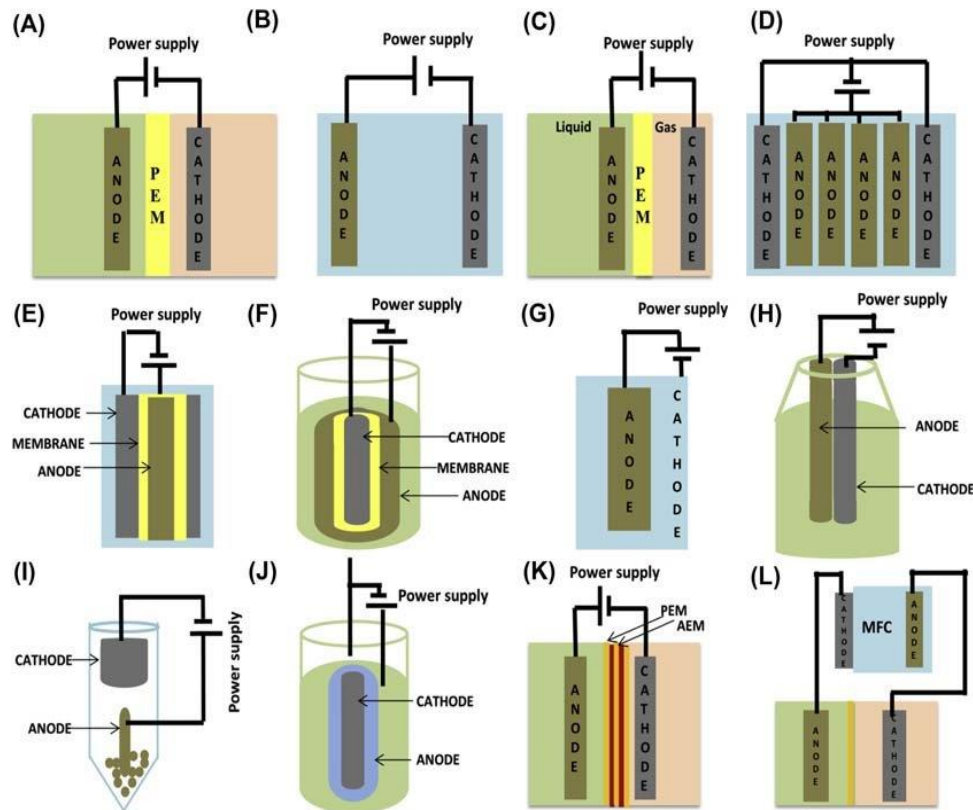 (A)
Power supply
ANODE
PEM
CATHODE
(B)
Power supply
ANODE
CATHODE
(C)
Power supply
Liquid
Gas
ANODE
PEM
CATHODE
(D)
Power supply
CATHODE
ANODE
ANODE
ANODE
ANODE
CATHODE
(E)
Power supply
CATHODE
MEMBRANE
ANODE
(F)
Power supply
CATHODE
MEMBRANE
ANODE
(G)
Power supply
ANODE
CATHODE
(H)
Power supply
ANODE
CATHODE
(I)
CATHODE
ANODE
Power supply
(J)
Power supply
CATHODE
ANODE
(K)
Power supply
PEM
AEM
ANODE
CATHODE
(L)
CATHODE
MFC
ANODE
ANODE
CATHODE